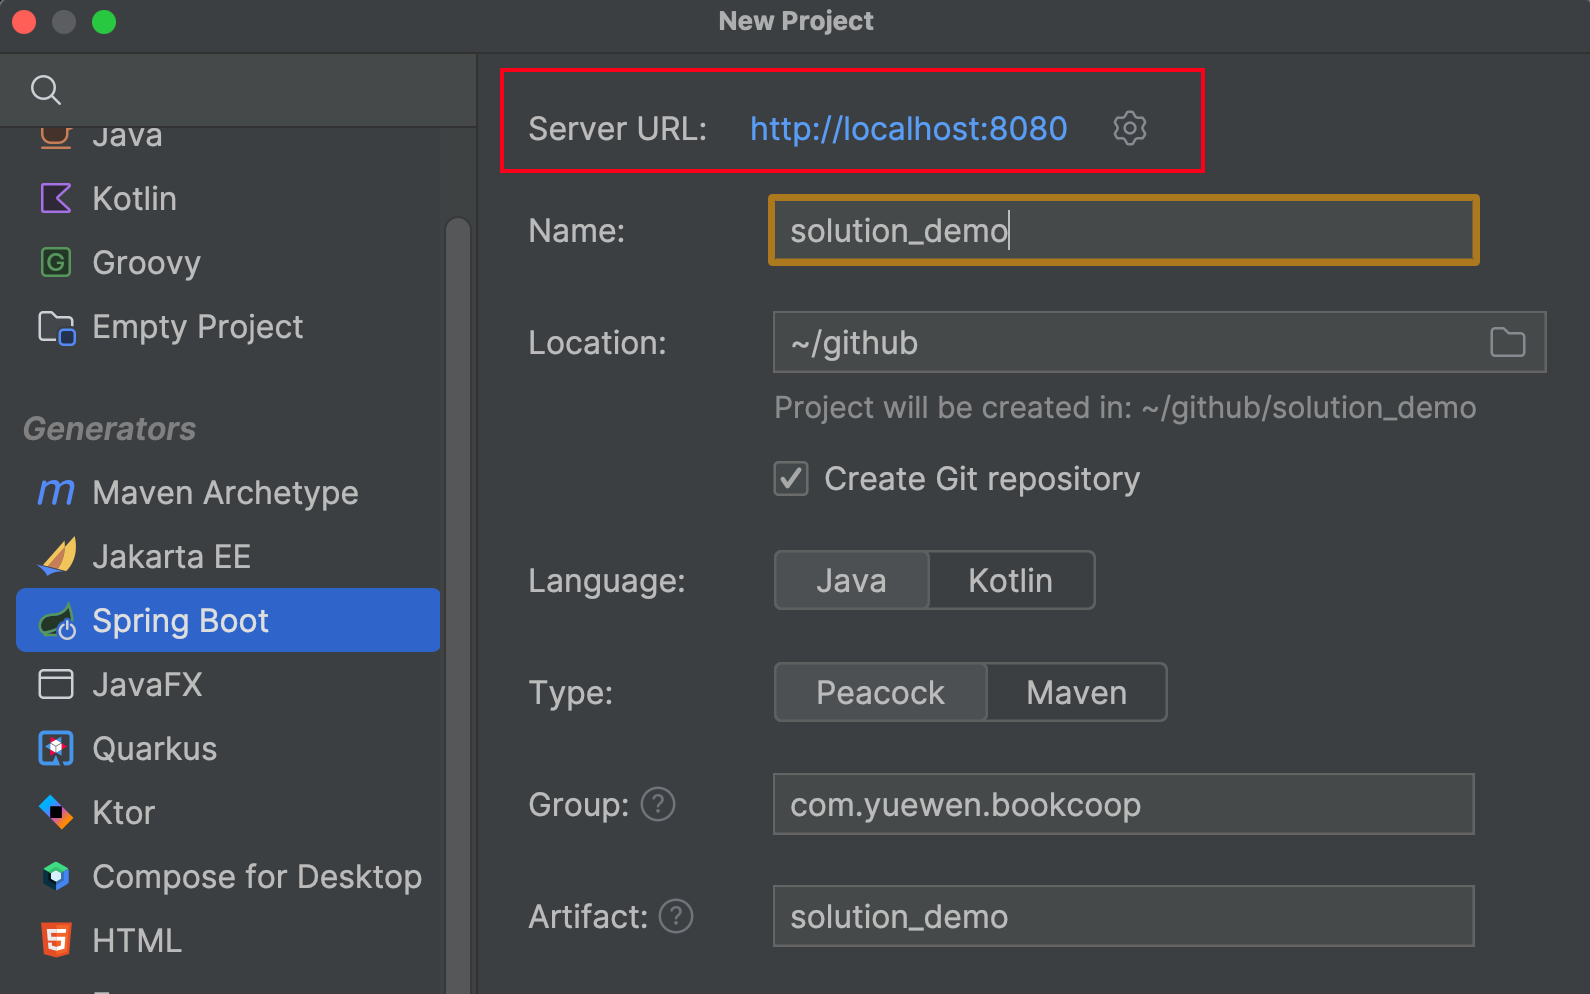 New Project
Java
Kotlin
Groovy
Empty Project
Generators
Maven Archetype
Jakarta EE
Spring Boot
JavaFX
Quarkus
Ktor
Compose for Desktop
HTML
Server URL: http://localhost:8080
Name: solution_demo
Location: ~/github
Project will be created in: ~/github/solution_demo
Create Git repository
Language: Java Kotlin
Type: Peacock Maven
Group: ? com.yuewen.bookcoop
Artifact: ? solution_demo